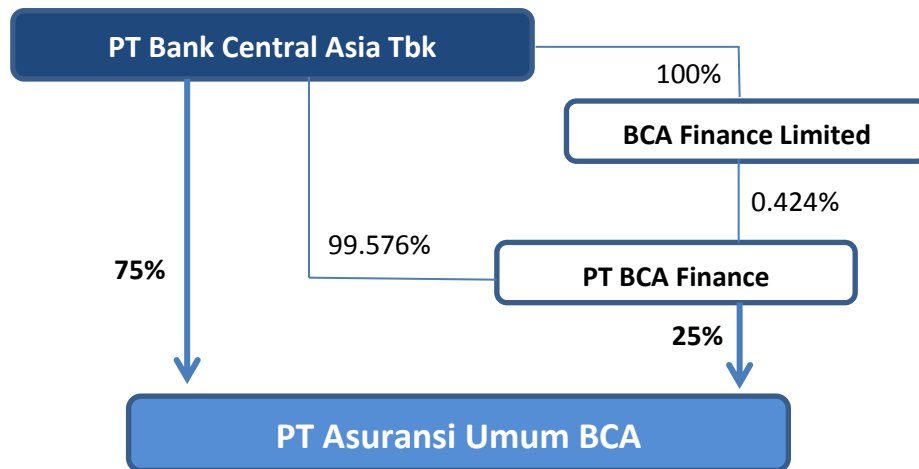 PT Bank Central Asia Tbk
100%
BCA Finance Limited
0.424%
99.576%
75%
PT BCA Finance
25%
PT Asuransi Umum BCA